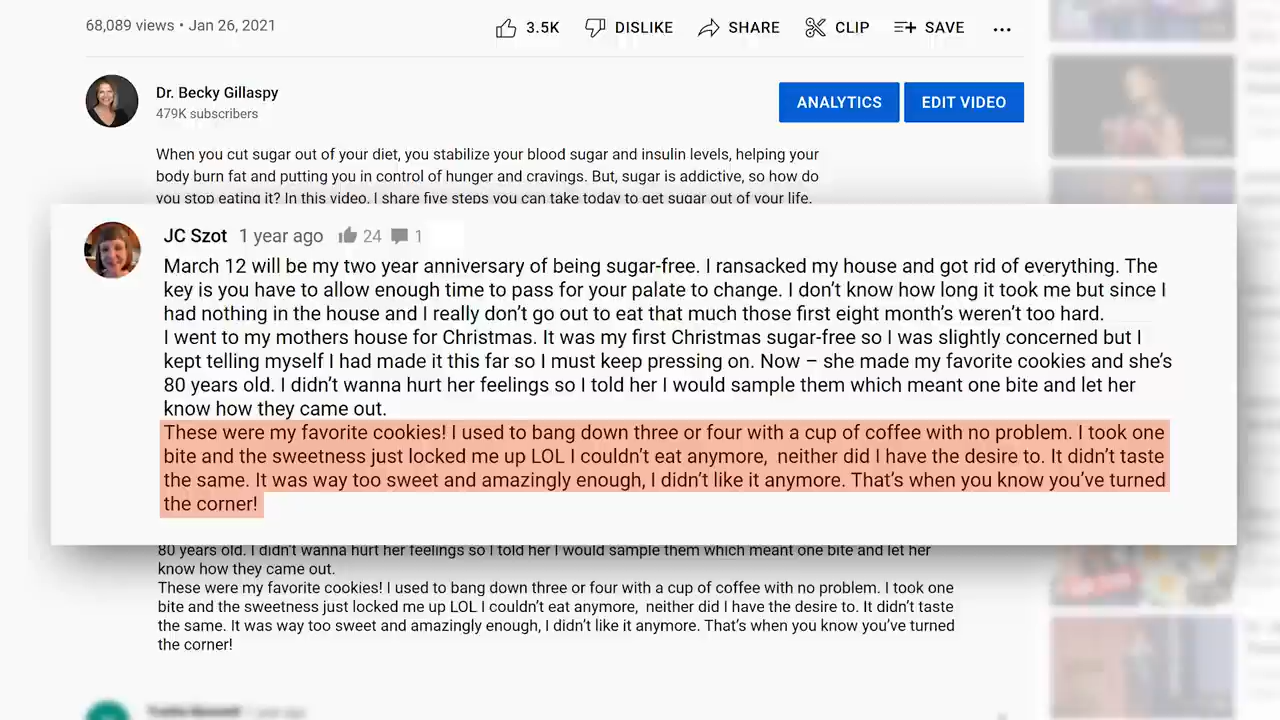 68,089 views • Jan 26, 2021
3.5K DISLIKE SHARE CLIP SAVE ...
Dr. Becky Gillaspy
479K subscribers
ANALYTICS EDIT VIDEO
When you cut sugar out of your diet, you stabilize your blood sugar and insulin levels, helping your
body burn fat and putting you in control of hunger and cravings. But, sugar is addictive, so how do
you stop eating it? In this video, I share five steps you can take today to get sugar out of your life.
JC Szot 1 year ago 24 1
March 12 will be my two year anniversary of being sugar-free. I ransacked my house and got rid of everything. The
key is you have to allow enough time to pass for your palate to change. I don't know how long it took me but since I
had nothing in the house and I really don't go out to eat that much those first eight month's weren't too hard.
I went to my mothers house for Christmas. It was my first Christmas sugar-free so I was slightly concerned but I
kept telling myself I had made it this far so I must keep pressing on. Now – she made my favorite cookies and she's
80 years old. I didn't wanna hurt her feelings so I told her I would sample them which meant one bite and let her
know how they came out.
These were my favorite cookies! I used to bang down three or four with a cup of coffee with no problem. I took one
bite and the sweetness just locked me up LOL I couldn't eat anymore, neither did I have the desire to. It didn't taste
the same. It was way too sweet and amazingly enough, I didn't like it anymore. That's when you know you've turned
the corner!
80 years old. I didn't wanna hurt her feelings so I told her I would sample them which meant one bite and let her
know how they came out.
These were my favorite cookies! I used to bang down three or four with a cup of coffee with no problem. I took one
bite and the sweetness just locked me up LOL I couldn't eat anymore, neither did I have the desire to. It didn't taste
the same. It was way too sweet and amazingly enough, I didn't like it anymore. That's when you know you've turned
the corner!